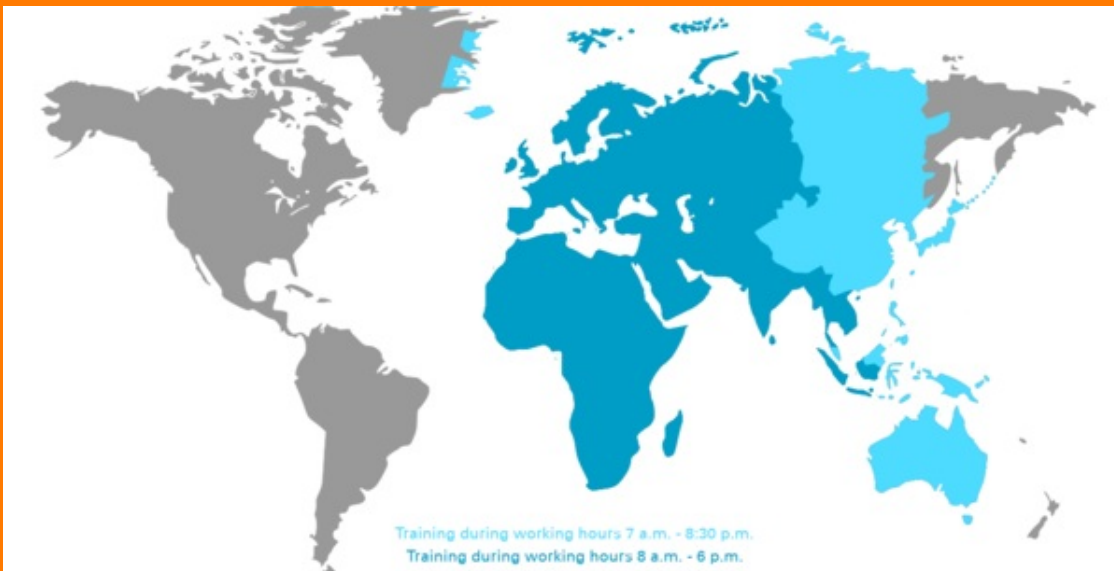 Training during working hours 7 a.m. - 8:30 p.m.
Training during working hours 8 a.m. - 6 p.m.